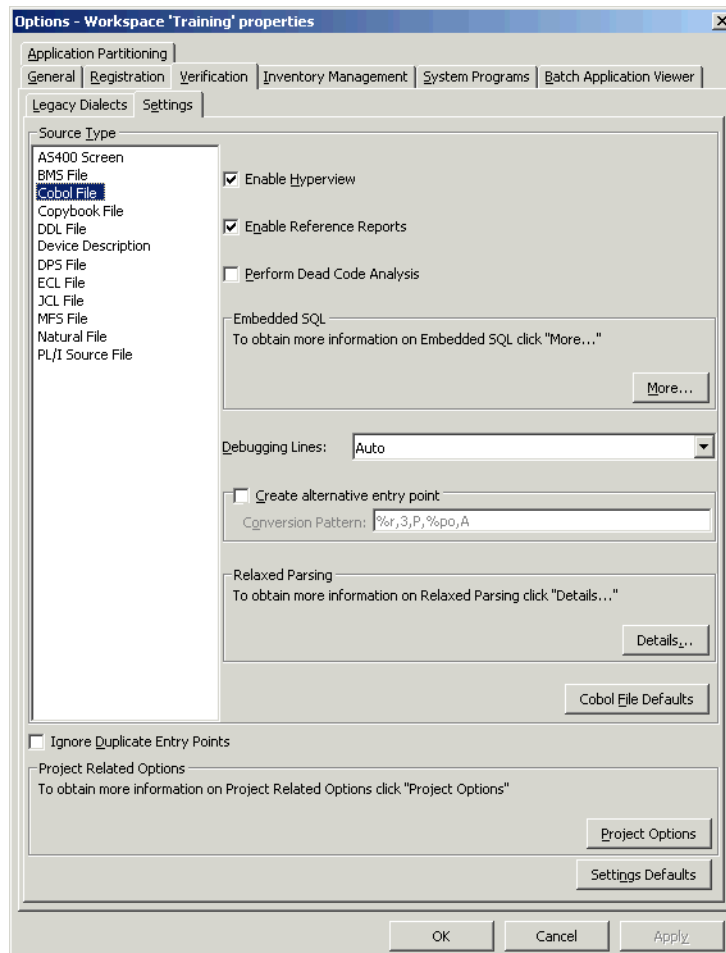 Options - Workspace 'Training' properties
Application Partitioning
General Registration Verification Inventory Management System Programs Batch Application Viewer
Legacy Dialects Settings
Source Type
AS400 Screen
BMS File
Cobol File
Copybook File
DDL File
Device Description
DPS File
ECL File
JCL File
MFS File
Natural File
PL/I Source File
Enable Hyperview
Enable Reference Reports
Perform Dead Code Analysis
Embedded SQL
To obtain more information on Embedded SQL click "More..."
More...
Debugging Lines: Auto
Create alternative entry point
Conversion Pattern: %r,3,P,%po,A
Relaxed Parsing
To obtain more information on Relaxed Parsing click "Details..."
Details...
Cobol File Defaults
Ignore Duplicate Entry Points
Project Related Options
To obtain more information on Project Related Options click "Project Options"
Project Options
Settings Defaults
OK Cancel Apply